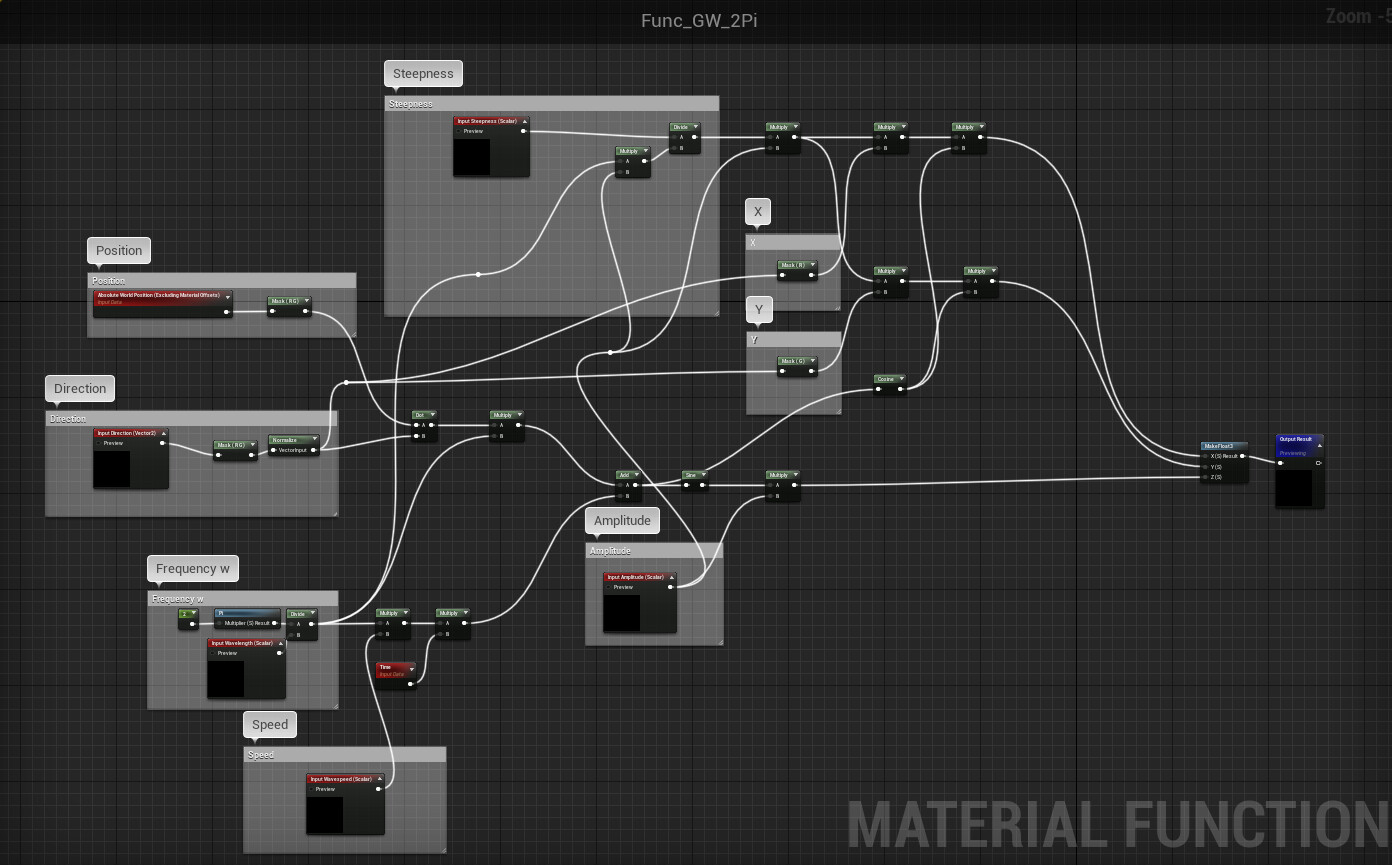 Func_GW_2Pi
Zoom -5
Steepness
Steepness
Input Steepness (Scalar)
Preview
Divide
A
B
Multiply
A
B
Multiply
A
B
Multiply
A
B
Multiply
A
B
X
X
Mask ( R )
Multiply
A
B
Multiply
A
B
Position
Position
Absolute World Position (Excluding Material Offsets)
Input Data
Mask ( RG )
Y
Y
Mask ( G )
Cosine
Direction
Direction
Input Direction (Vector2)
Preview
Mask ( RG )
Normalize
VectorInput
Dot
A
B
Multiply
A
B
Add
A
B
Sine
Multiply
A
B
MakeFloat3
X (S) Result
Y (S)
Z (S)
Output Result
Previewing
Amplitude
Amplitude
Input Amplitude (Scalar)
Preview
Frequency w
Frequency w
2
Pi
Multiplier (S) Result
Divide
A
B
Input Wavelength (Scalar)
Preview
Multiply
A
B
Multiply
A
B
Time
Input Data
Speed
Speed
Input Wavespeed (Scalar)
Preview
MATERIAL FUNCTION